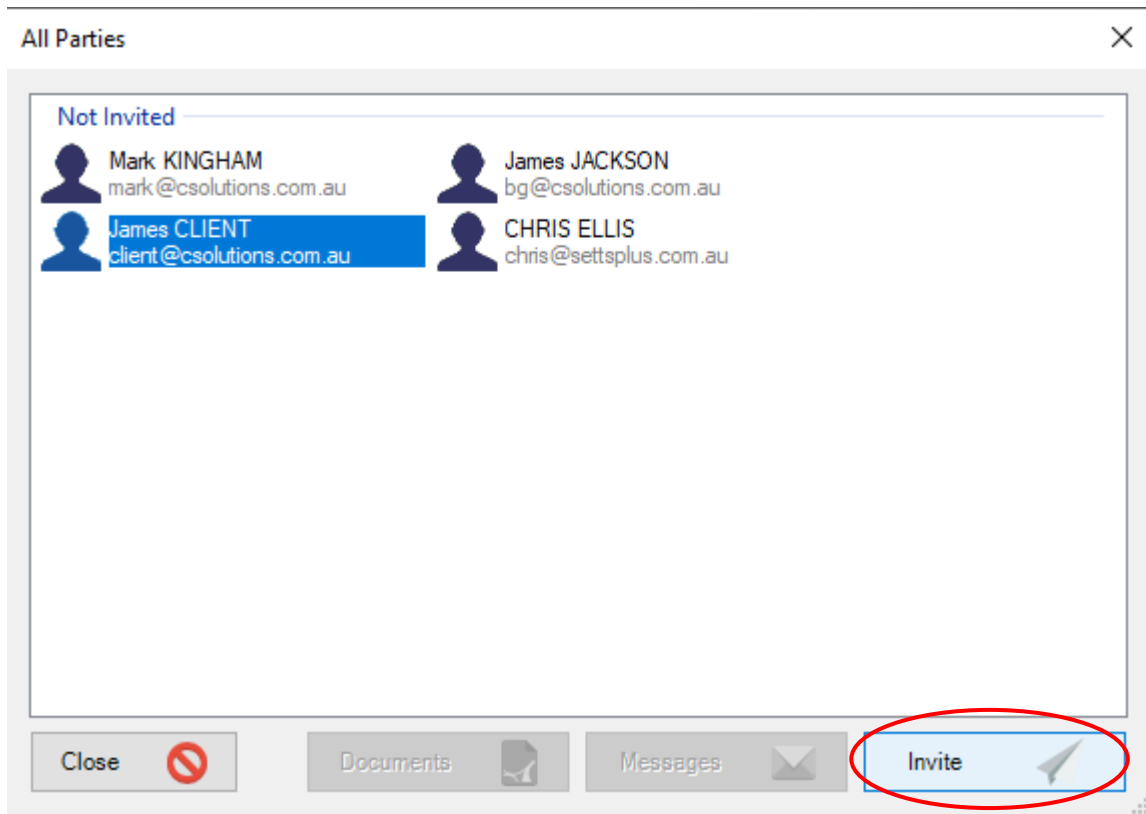 All Parties
Not Invited
Mark KINGHAM
mark@csolutions.com.au
James JACKSON
bg@csolutions.com.au
James CLIENT
client@csolutions.com.au
CHRIS ELLIS
chris@settsplus.com.au
Close
Documents
Messages
Invite